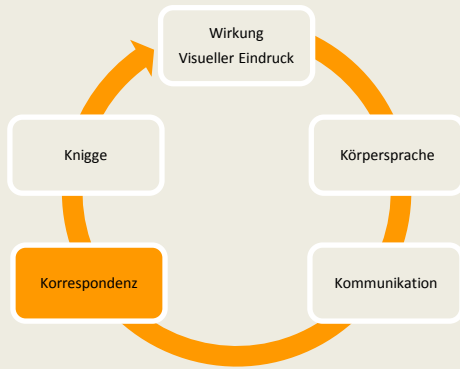 Wirkung
Visueller Eindruck
Körpersprache
Kommunikation
Korrespondenz
Knigge